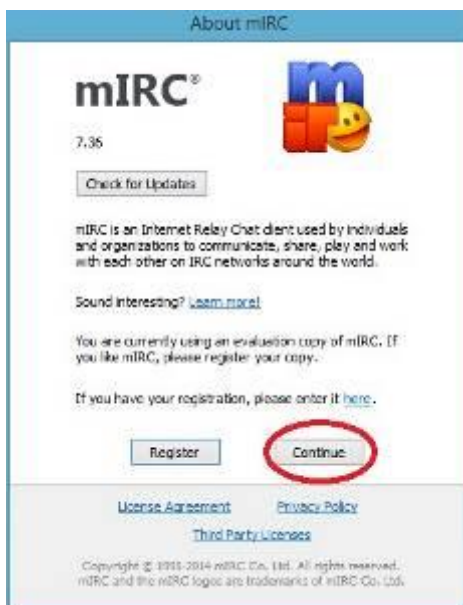 About mIRC
mIRC®
7.36
Check for Updates
mIRC is an Internet Relay Chat client used by individuals
and organizations to communicate, share, play and work
with each other on IRC networks around the world.
Sound interesting? Learn more!
You are currently using an evaluation copy of mIRC. If
you like mIRC, please register your copy.
If you have your registration, please enter it here.
Register Continue
License Agreement Privacy Policy
Third Party Licenses
Copyright © 1995-2014 mIRC Co. Ltd. All rights reserved.
mIRC and the mIRC logos are trademarks of mIRC Co. Ltd.